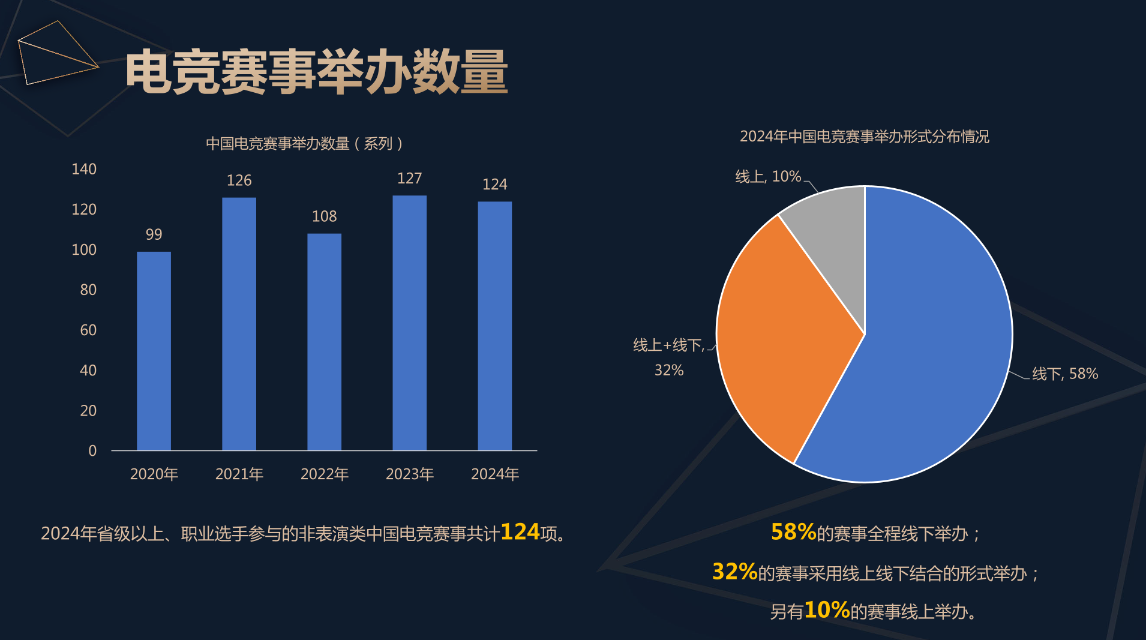 电竞赛事举办数量
中国电竞赛事举办数量（系列）
140
120
100
80
60
40
20
0
99
126
108
127
124
2020年
2021年
2022年
2023年
2024年
2024年省级以上、职业选手参与的非表演类中国电竞赛事共计124项。
2024年中国电竞赛事举办形式分布情况
线上, 10%
线上+线下,
32%
线下, 58%
58%的赛事全程线下举办；
32%的赛事采用线上线下结合的形式举办；
另有10%的赛事线上举办。